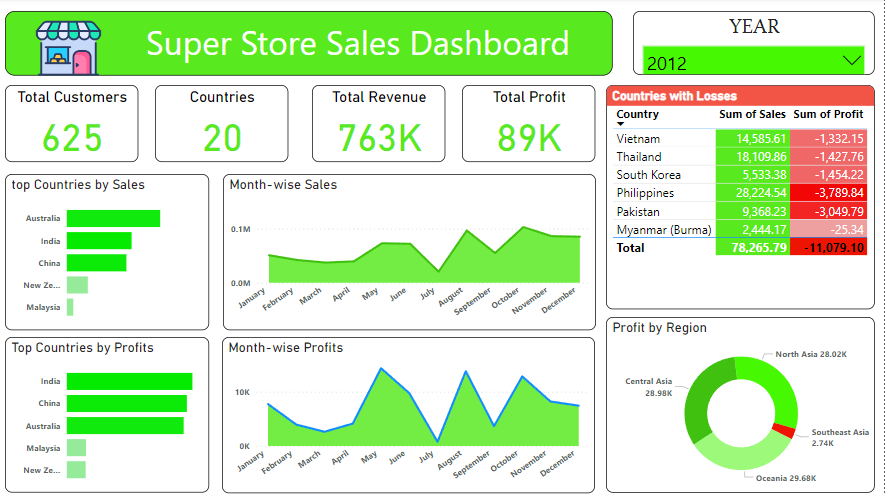 Super Store Sales Dashboard
YEAR
2012
Total Customers
625
Countries
20
Total Revenue
763K
Total Profit
89K
Countries with Losses
Country Sum of Sales Sum of Profit
Vietnam 14,585.61 -1,332.15
Thailand 18,109.86 -1,427.76
South Korea 5,533.38 -1,454.22
Philippines 28,224.54 -3,789.84
Pakistan 9,368.23 -3,049.79
Myanmar (Burma) 2,444.17 -25.34
Total 78,265.79 -11,079.10
top Countries by Sales
Australia
India
China
New Ze...
Malaysia
Month-wise Sales
0.1M
0.0M
January
February
March
April
May
June
July
August
September
October
November
December
Top Countries by Profits
India
China
Australia
Malaysia
New Ze...
Month-wise Profits
10K
0K
January
February
March
April
May
June
July
August
September
October
November
December
Profit by Region
North Asia 28.02K
Central Asia
28.98K
Southeast Asia
2.74K
Oceania 29.68K